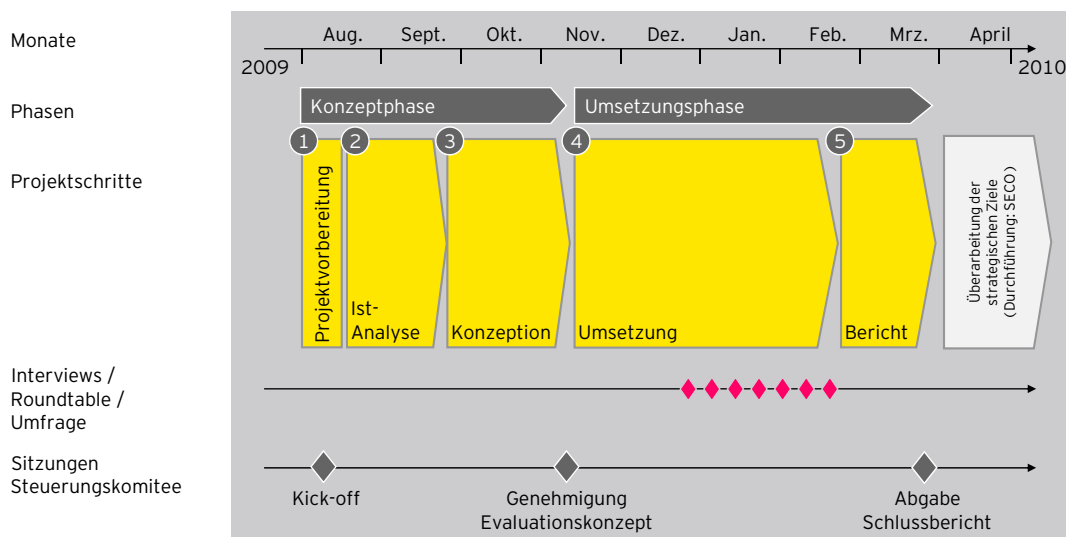 Monate
Aug. Sept. Okt. Nov. Dez. Jan. Feb. Mrz. April
2009
2010
Phasen
Konzeptphase
Umsetzungsphase
Projektschritte
1
2
3
4
5
Projektvorbereitung
Ist-
Analyse
Konzeption
Umsetzung
Bericht
Überarbeitung der
strategischen Ziele
(Durchführung: SECO)
Interviews /
Roundtable /
Umfrage
Sitzungen
Steuerungskomitee
Kick-off
Genehmigung
Evaluationskonzept
Abgabe
Schlussbericht